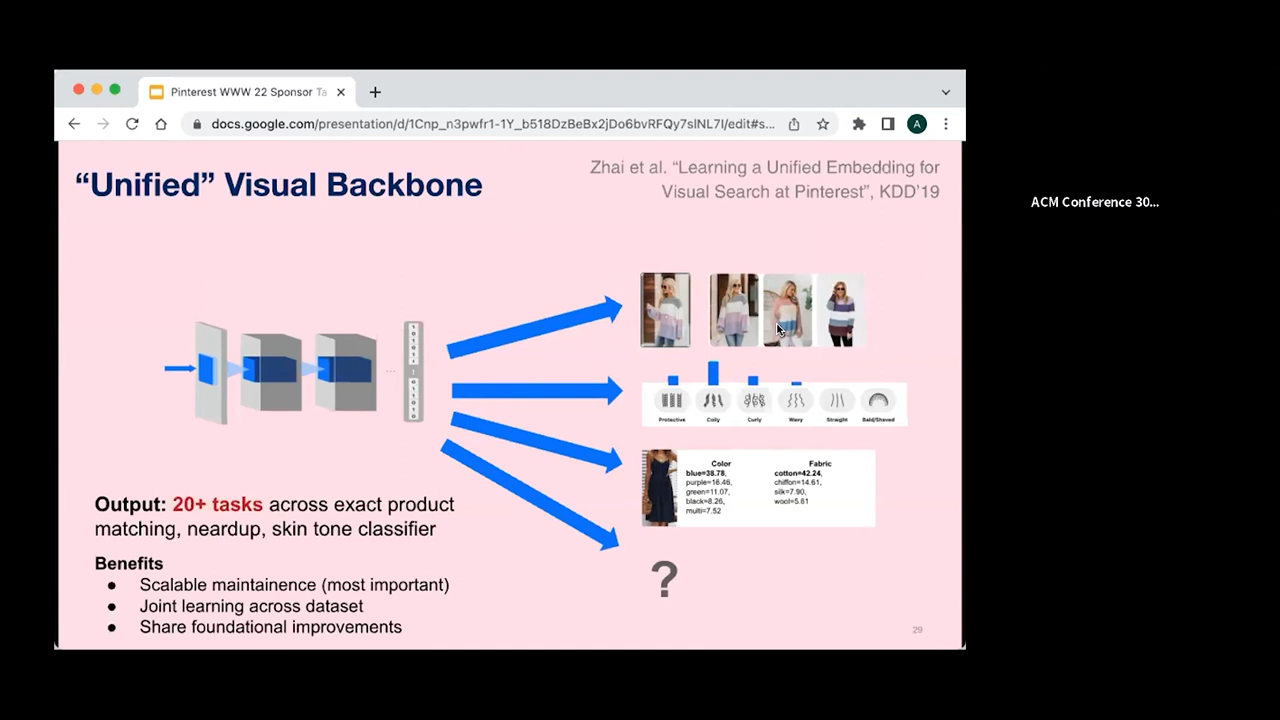 Pinterest WWW 22 Sponsor Ta
docs.google.com/presentation/d/1Cnp_n3pwfr1-1Y_b518DzBeBx2jDo6bvRFQy7slNL7I/edit#s...
A
“Unified” Visual Backbone
Zhai et al. “Learning a Unified Embedding for
Visual Search at Pinterest”, KDD’19
ACM Conference 30...
Protective Coily Curly Wavy Straight Bald/Shaved
Color Fabric
blue=38.78, cotton=42.24,
purple=16.46, chiffon=14.61,
green=11.07, silk=7.90,
black=8.26, wool=5.61
multi=7.52
Output: 20+ tasks across exact product
matching, neardup, skin tone classifier
Benefits
● Scalable maintainence (most important)
● Joint learning across dataset
● Share foundational improvements
?
29